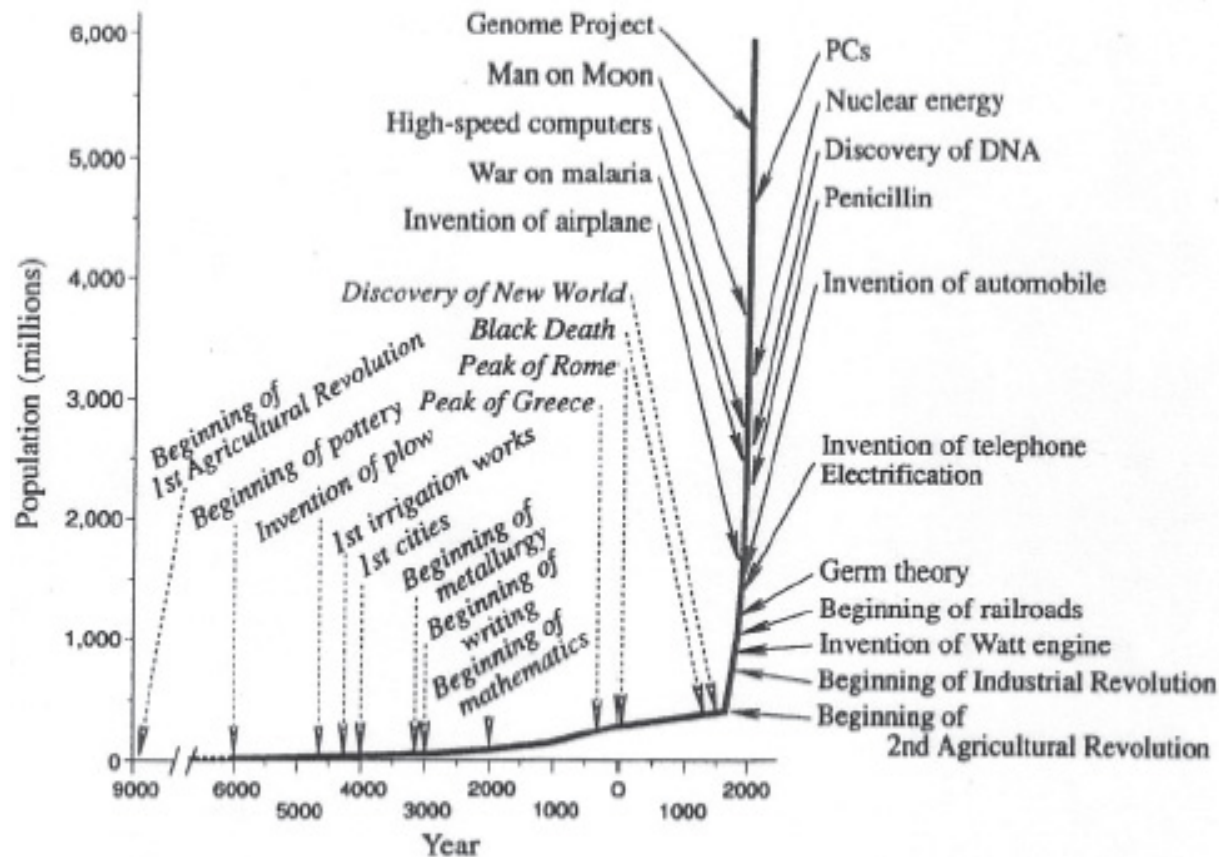 6,000
5,000
4,000
3,000
2,000
1,000
0
Population (millions)
Genome Project
Man on Moon
High-speed computers
War on malaria
Invention of airplane
Discovery of New World
Black Death
Peak of Rome
Peak of Greece
Beginning of
1st Agricultural Revolution
Beginning of pottery
Invention of plow
1st irrigation works
1st cities
Beginning of
metallurgy
Beginning of
writing
Beginning of
mathematics
PCs
Nuclear energy
Discovery of DNA
Penicillin
Invention of automobile
Invention of telephone
Electrification
Germ theory
Beginning of railroads
Invention of Watt engine
Beginning of Industrial Revolution
Beginning of
2nd Agricultural Revolution
9000 6000 4000 2000 0 2000
5000 3000 1000 1000
Year